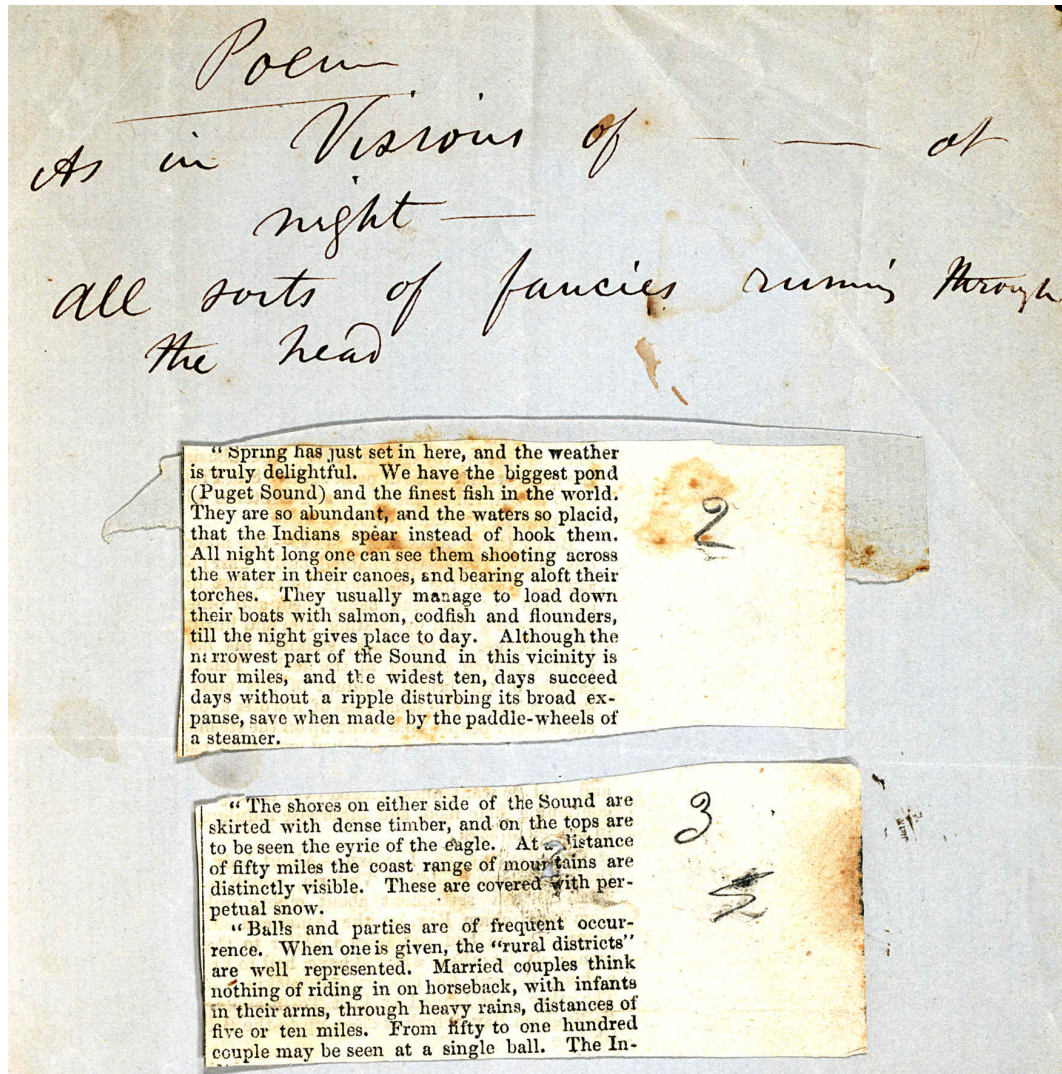 Poem
As in Visions of — — at
night —
All sorts of fancies running through
the head
"Spring has just set in here, and the weather
is truly delightful. We have the biggest pond
(Puget Sound) and the finest fish in the world.
They are so abundant, and the waters so placid,
that the Indians spear instead of hook them.
All night long one can see them shooting across
the water in their canoes, and bearing aloft their
torches. They usually manage to load down
their boats with salmon, codfish and flounders,
till the night gives place to day. Although the
narrowest part of the Sound in this vicinity is
four miles, and the widest ten, days succeed
days without a ripple disturbing its broad ex-
panse, save when made by the paddle-wheels of
a steamer.
2
"The shores on either side of the Sound are
skirted with dense timber, and on the tops are
to be seen the eyrie of the eagle. At a distance
of fifty miles the coast range of mountains are
distinctly visible. These are covered with per-
petual snow.
"Balls and parties are of frequent occur-
rence. When one is given, the "rural districts"
are well represented. Married couples think
nothing of riding in on horseback, with infants
in their arms, through heavy rains, distances of
five or ten miles. From fifty to one hundred
couple may be seen at a single ball. The In-
3